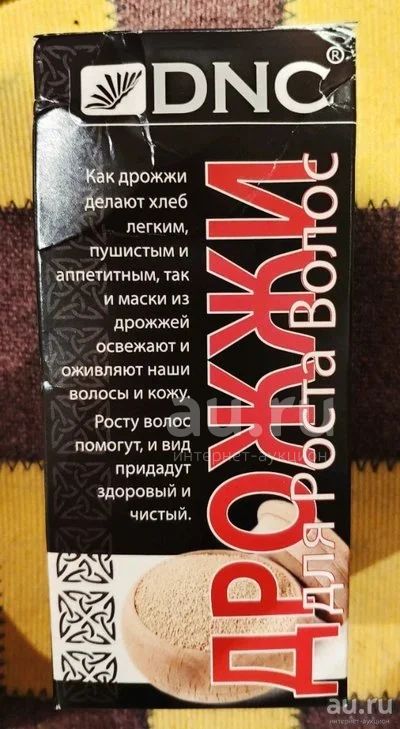 DNC®
Как дрожжи
делают хлеб
легким,
пушистым и
аппетитным, так
и маски из
дрожжей
освежают и
оживляют наши
волосы и кожу.
Росту волос
помогут, и вид
придадут
здоровый и
чистый.
ДРОЖЖИ
для Роста Волос
au.ru
интернет-аукцион
au.ru
интернет-аукцион